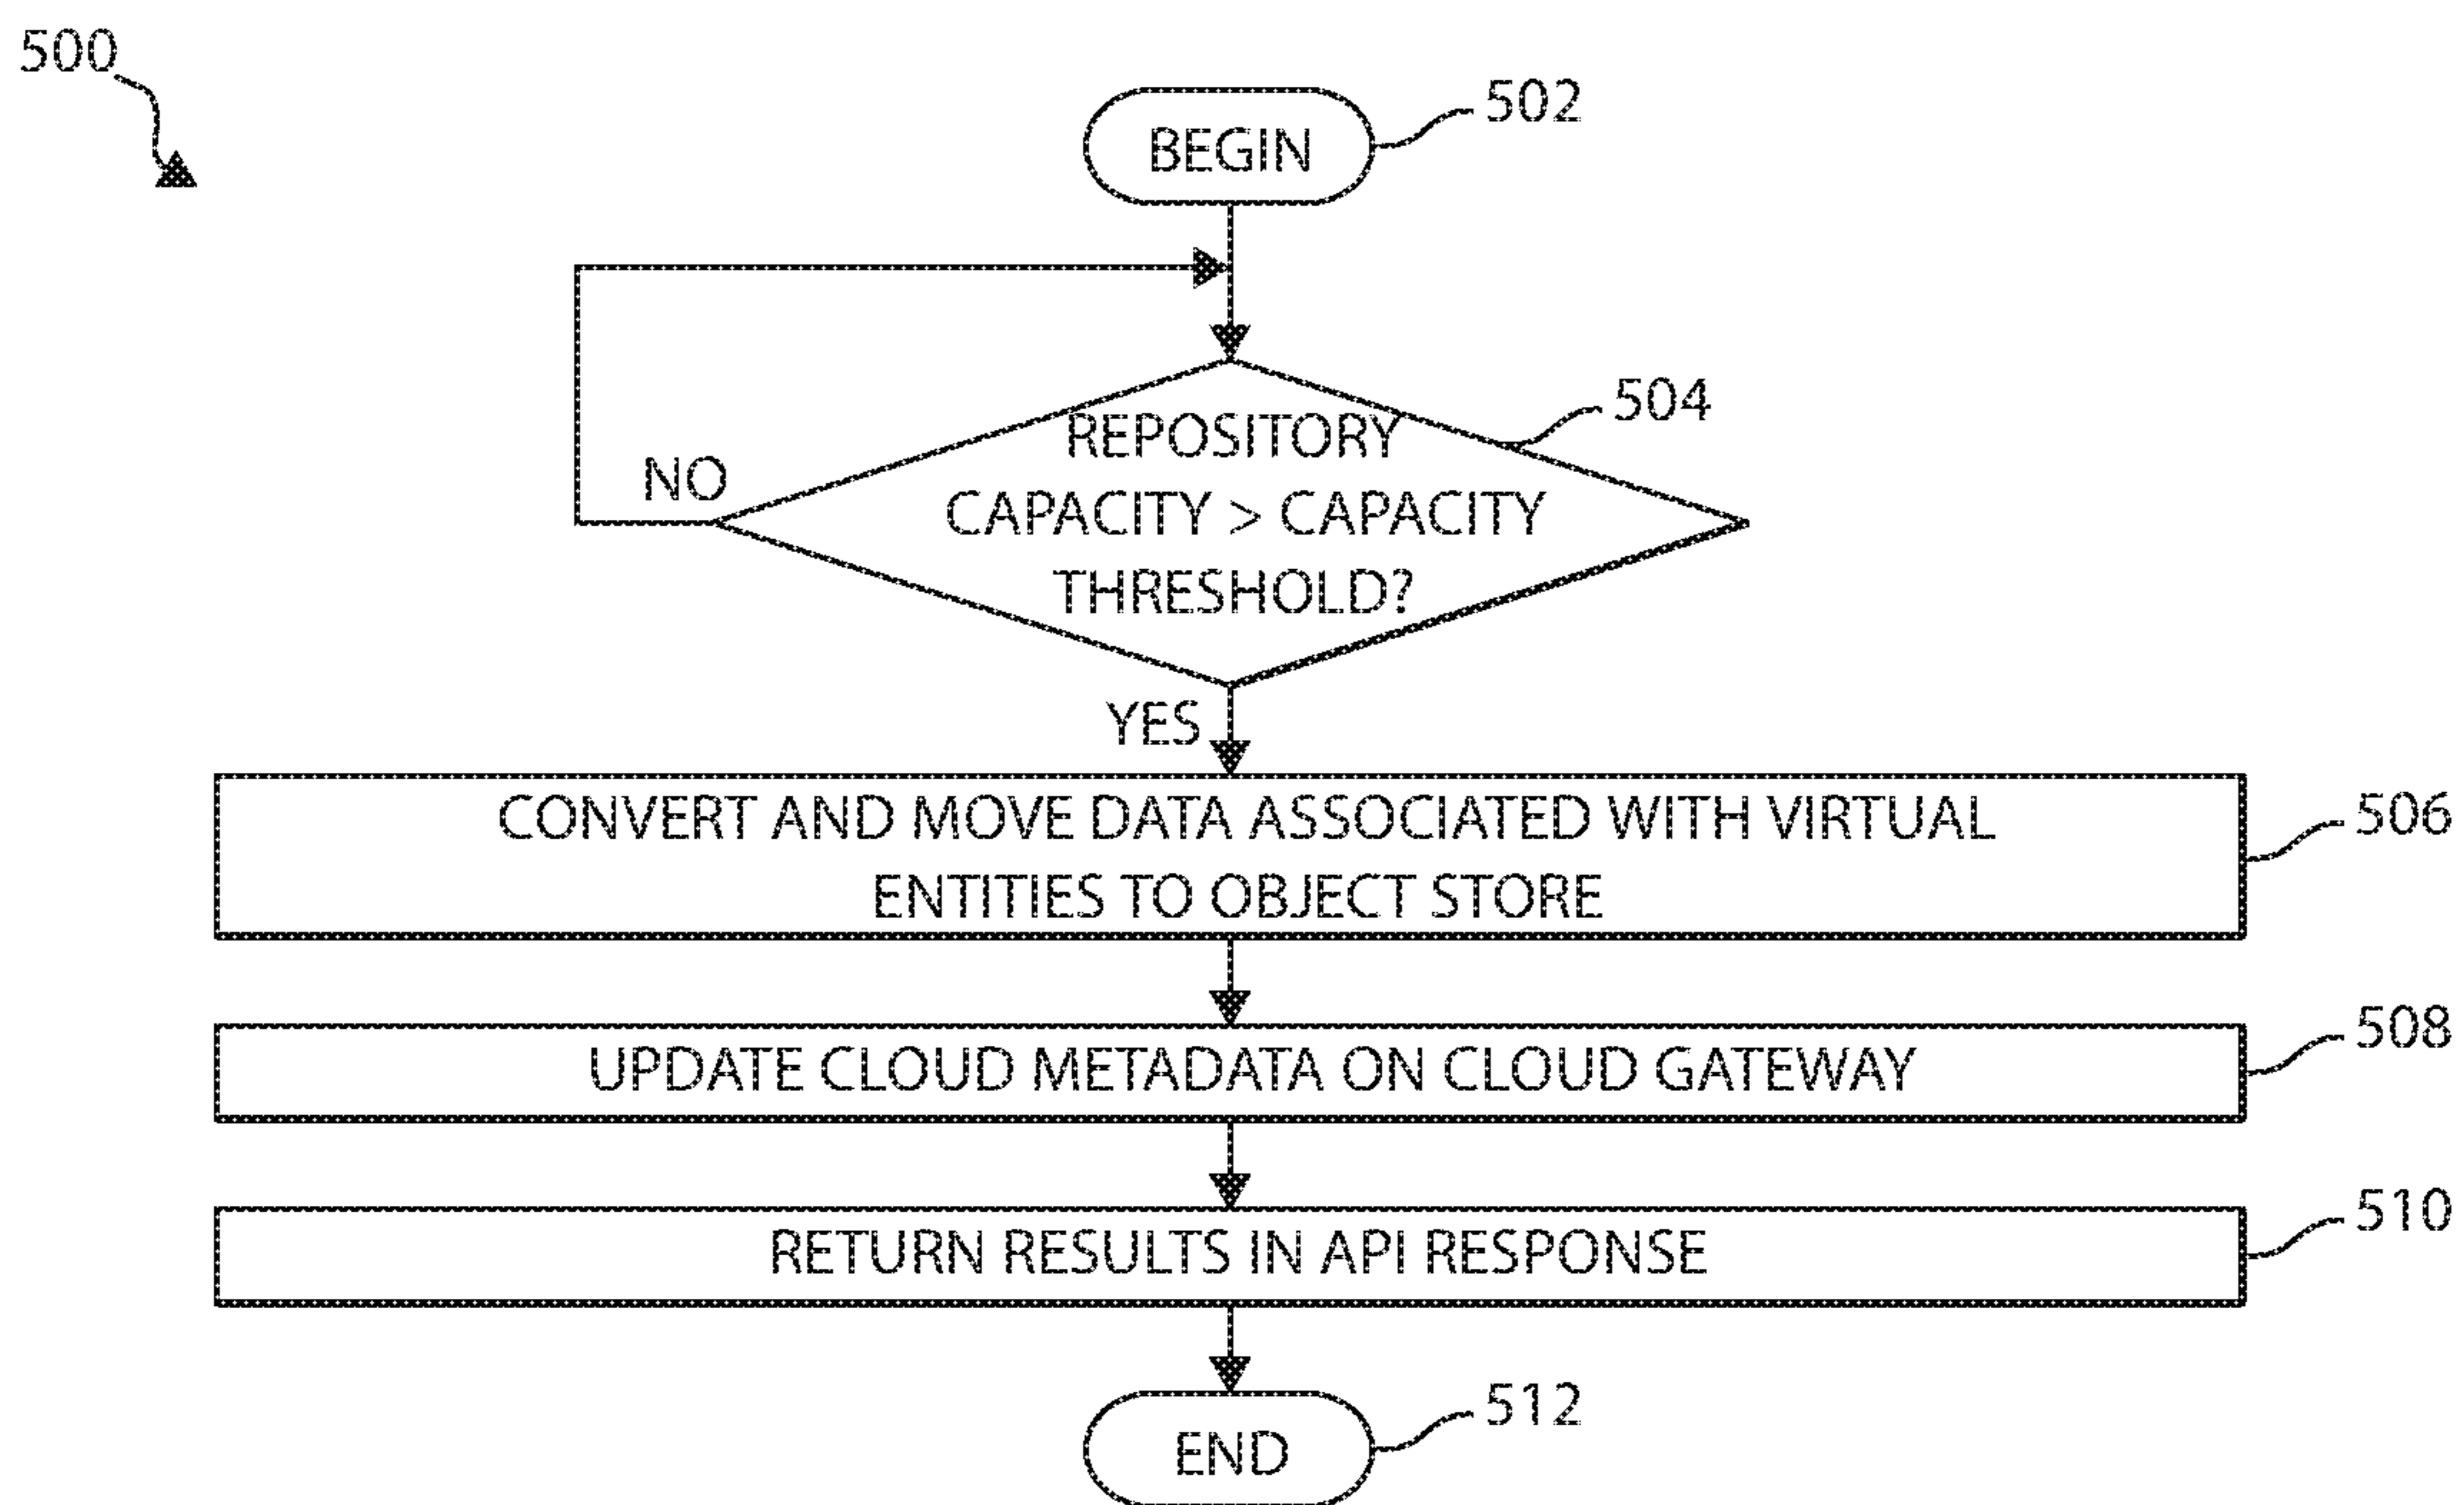 500
BEGIN
502
REPOSITORY
CAPACITY > CAPACITY
THRESHOLD?
504
NO
YES
CONVERT AND MOVE DATA ASSOCIATED WITH VIRTUAL
ENTITIES TO OBJECT STORE
506
UPDATE CLOUD METADATA ON CLOUD GATEWAY
508
RETURN RESULTS IN API RESPONSE
510
END
512